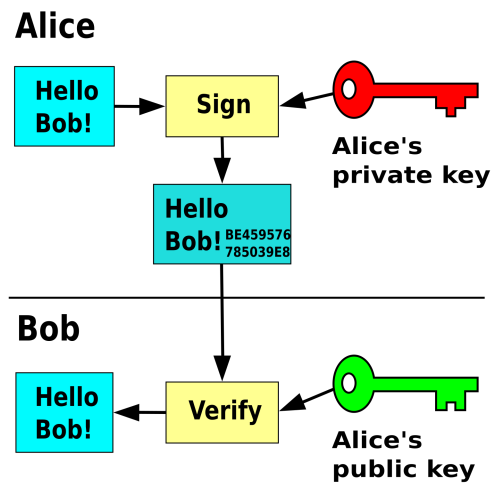 Alice
Hello
Bob!
Sign
Alice's
private key
Hello
Bob!
BE459576
785039E8
Bob
Hello
Bob!
Verify
Alice's
public key